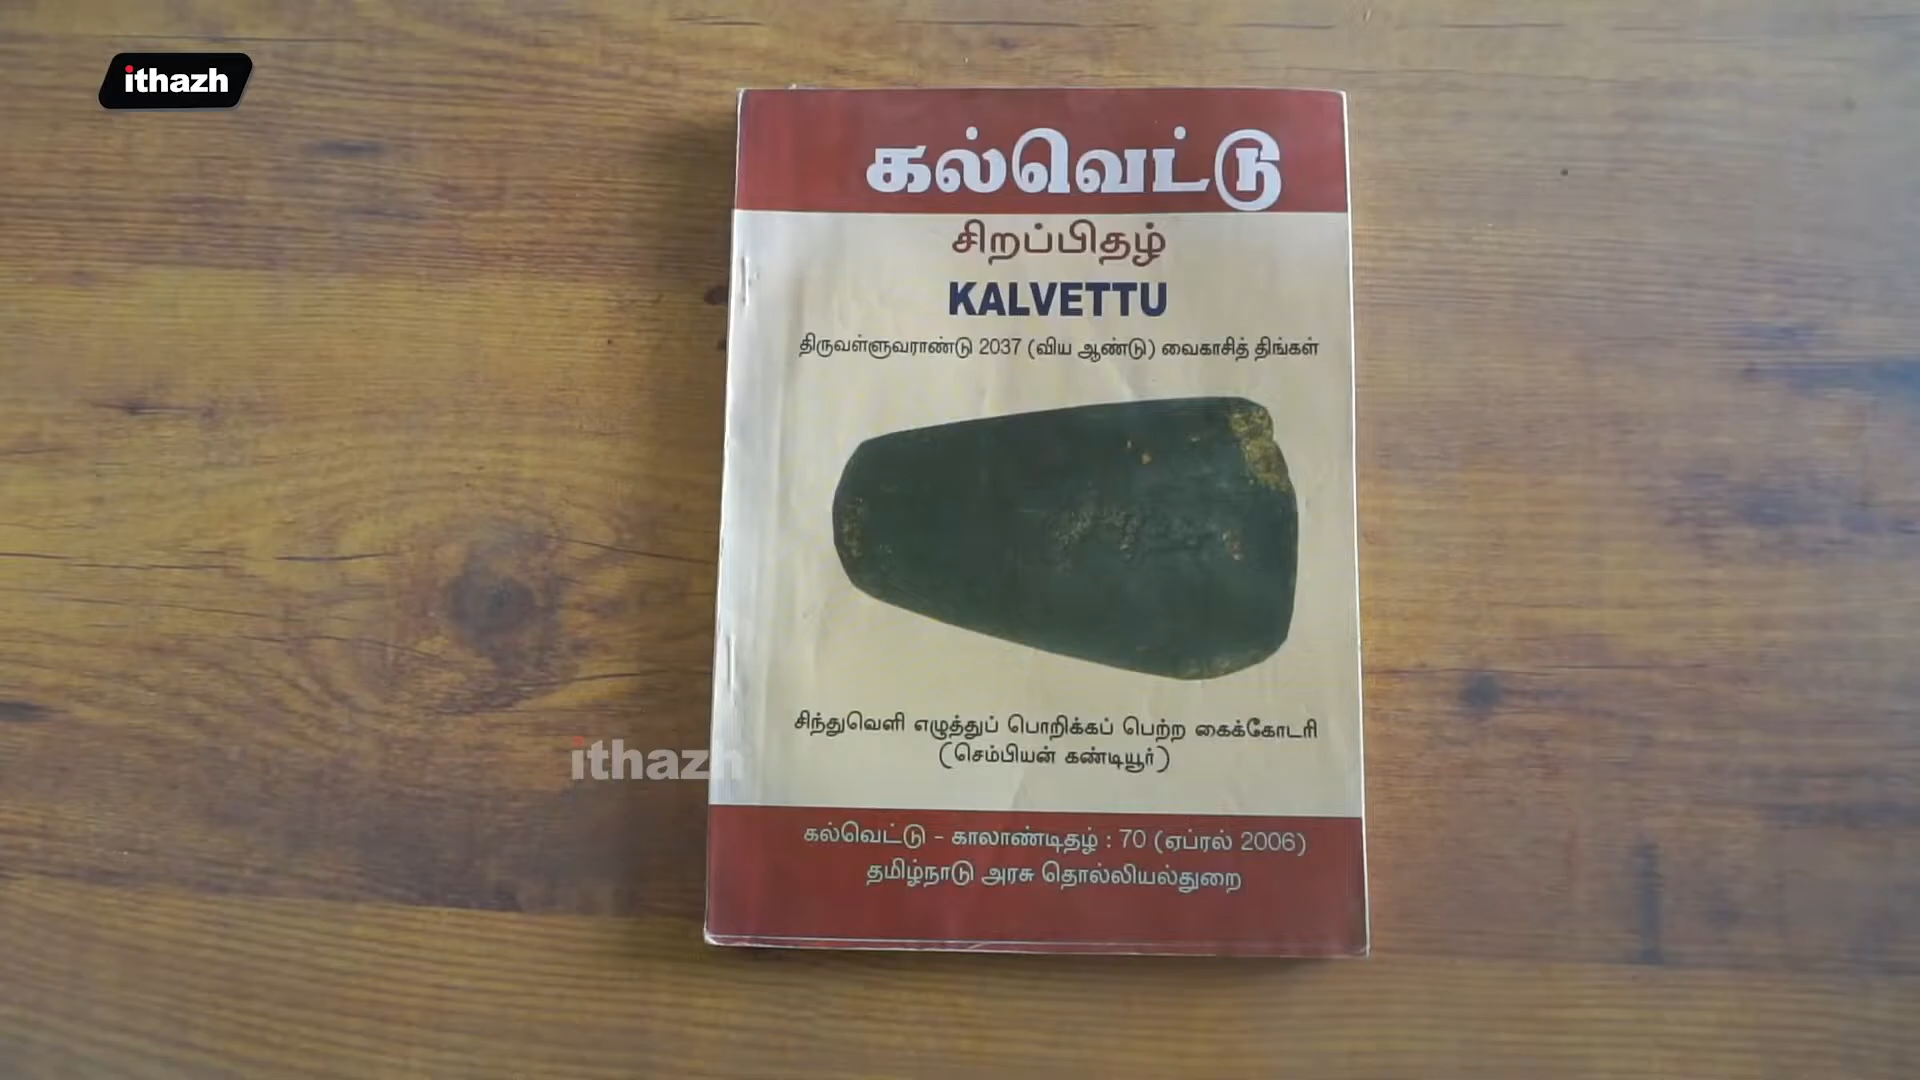 ithazh
கல்வெட்டு
சிறப்பிதழ்
KALVETTU
திருவள்ளுவராண்டு 2037 (விய ஆண்டு) வைகாசித் திங்கள்
சிந்துவெளி எழுத்துப் பொறிக்கப் பெற்ற கைக்கோடரி
(செம்பியன் கண்டியூர்)
ithazh
கல்வெட்டு - காலாண்டிதழ் : 70 (ஏப்ரல் 2006)
தமிழ்நாடு அரசு தொல்லியல்துறை